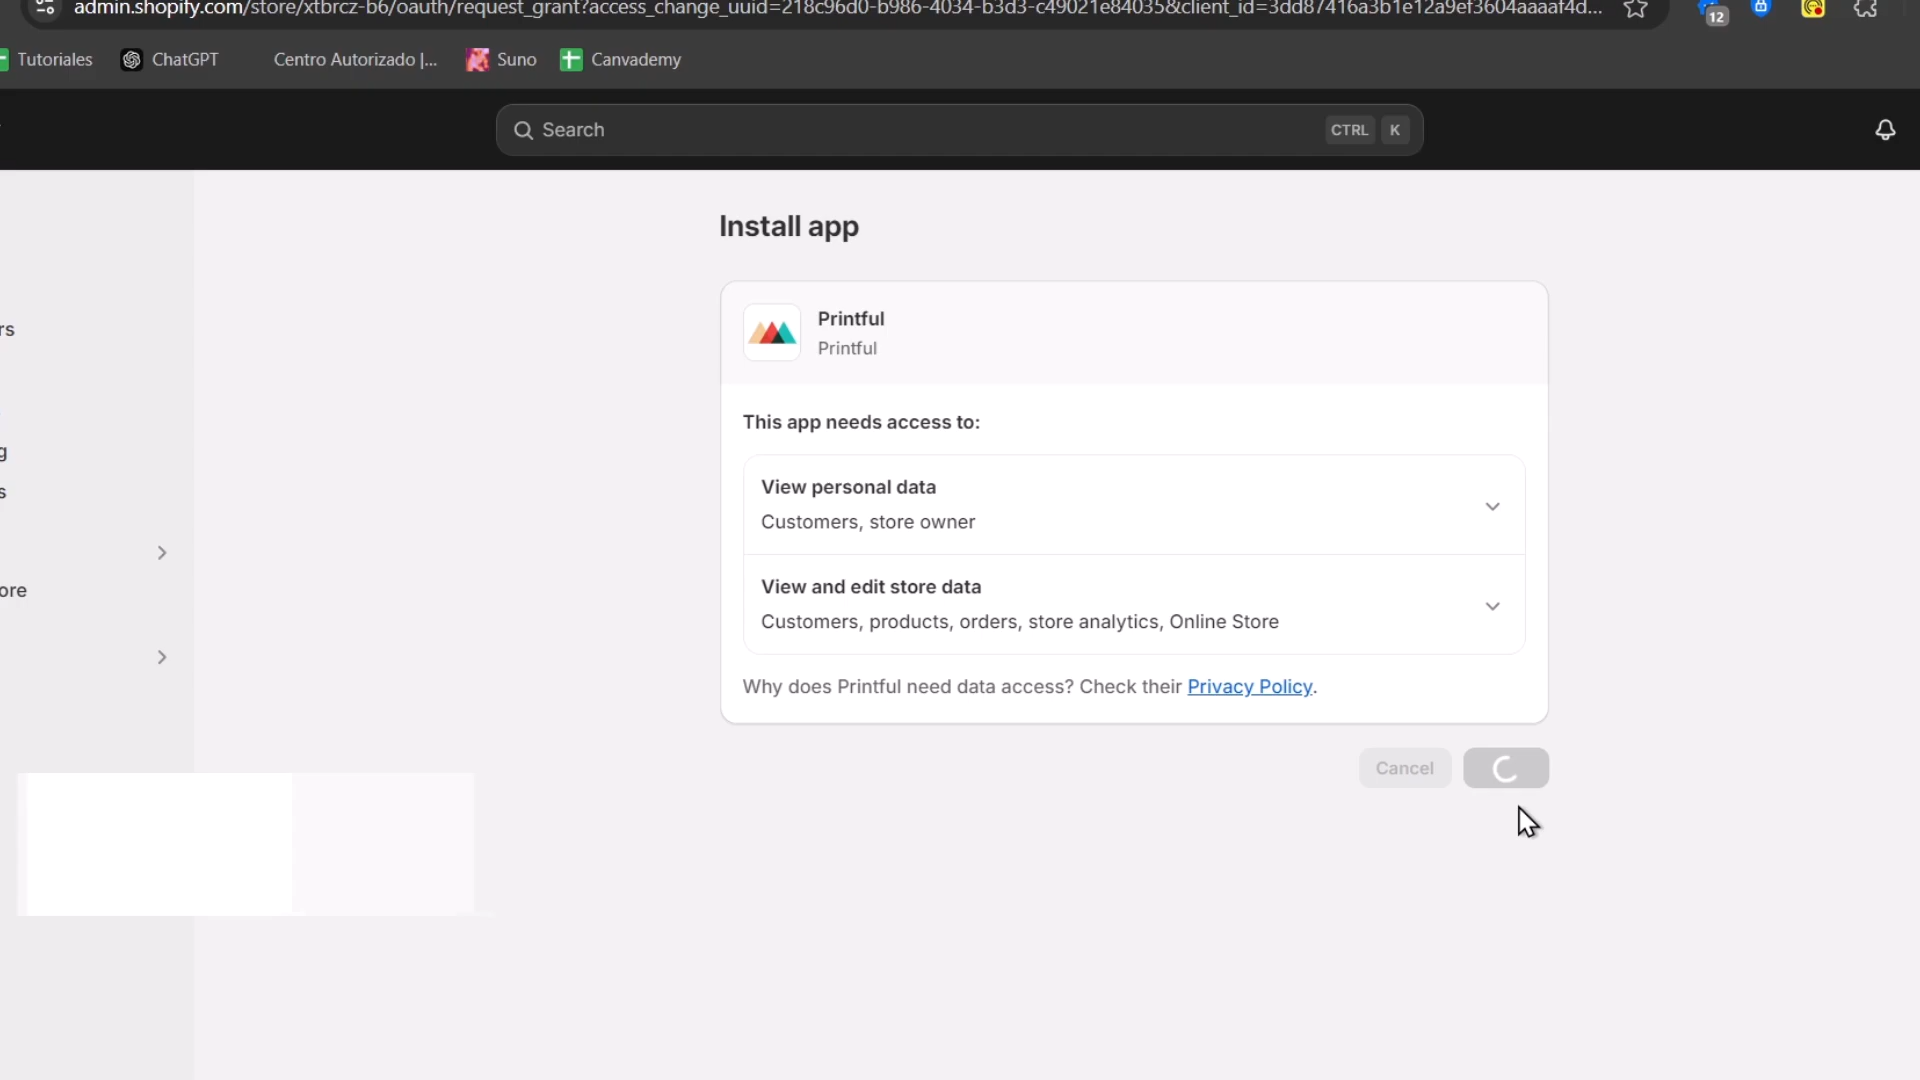 admin.shopify.com/store/xtbrcz-b6/oauth/request_grant?access_change_uuid=218c96d0-b986-4034-b3d3-c49021e84035&client_id=3dd87416a3b1e12a9ef3604aaaaf4d...
12
Tutoriales
ChatGPT
Centro Autorizado |...
Suno
Canvademy
Search
CTRL
K
Install app
Printful
Printful
rs
This app needs access to:
g
View personal data
s
Customers, store owner
View and edit store data
ore
Customers, products, orders, store analytics, Online Store
Why does Printful need data access? Check their Privacy Policy.
Cancel